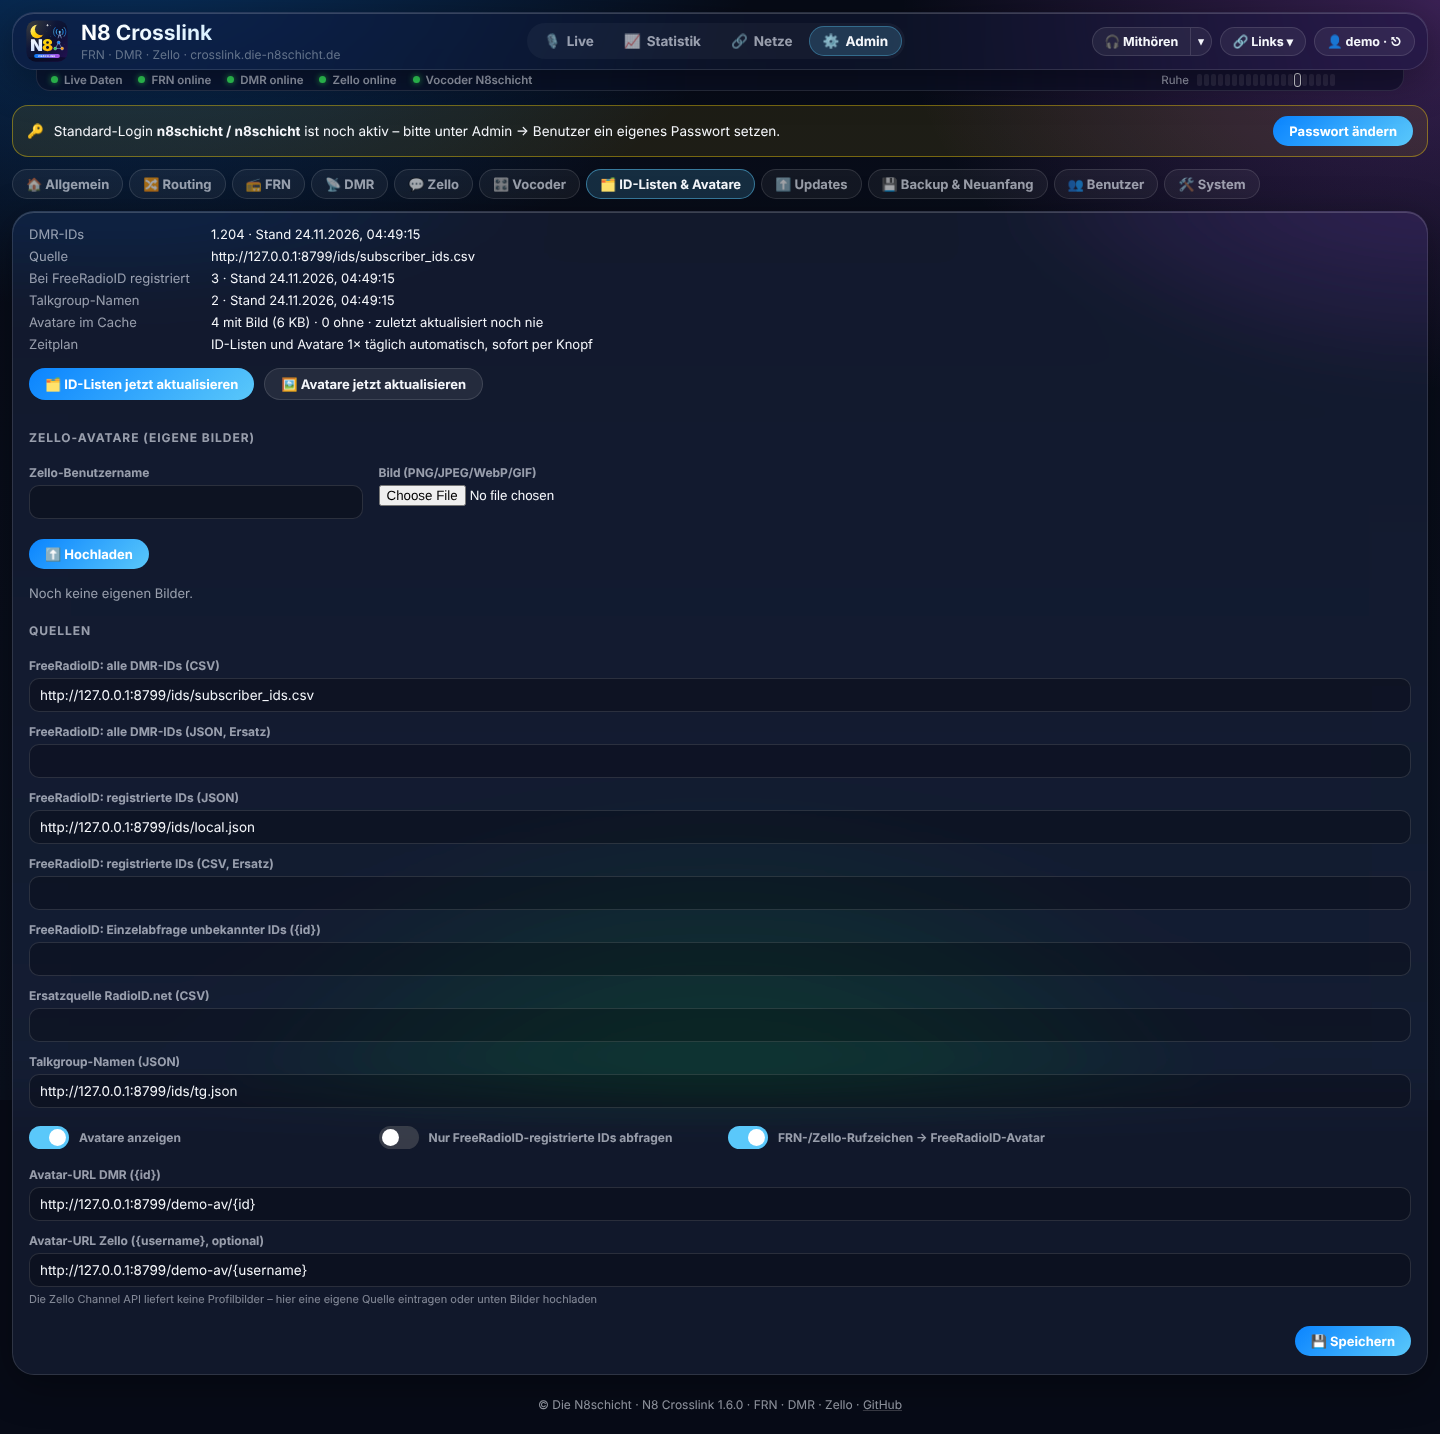 N8 Crosslink
FRN · DMR · Zello · crosslink.die-n8schicht.de
Live
Statistik
Netze
Admin
Mithören ▾
Links ▾
demo ·
Live Daten
FRN online
DMR online
Zello online
Vocoder N8schicht
Ruhe
Standard-Login n8schicht / n8schicht ist noch aktiv – bitte unter Admin → Benutzer ein eigenes Passwort setzen.
Passwort ändern
Allgemein
Routing
FRN
DMR
Zello
Vocoder
ID-Listen & Avatare
Updates
Backup & Neuanfang
Benutzer
System
DMR-IDs 1.204 · Stand 24.11.2026, 04:49:15
Quelle http://127.0.0.1:8799/ids/subscriber_ids.csv
Bei FreeRadioID registriert 3 · Stand 24.11.2026, 04:49:15
Talkgroup-Namen 2 · Stand 24.11.2026, 04:49:15
Avatare im Cache 4 mit Bild (6 KB) · 0 ohne · zuletzt aktualisiert noch nie
Zeitplan ID-Listen und Avatare 1× täglich automatisch, sofort per Knopf
ID-Listen jetzt aktualisieren
Avatare jetzt aktualisieren
ZELLO-AVATARE (EIGENE BILDER)
Zello-Benutzername
Bild (PNG/JPEG/WebP/GIF)
Choose File No file chosen
Hochladen
Noch keine eigenen Bilder.
QUELLEN
FreeRadioID: alle DMR-IDs (CSV)
http://127.0.0.1:8799/ids/subscriber_ids.csv
FreeRadioID: alle DMR-IDs (JSON, Ersatz)
FreeRadioID: registrierte IDs (JSON)
http://127.0.0.1:8799/ids/local.json
FreeRadioID: registrierte IDs (CSV, Ersatz)
FreeRadioID: Einzelabfrage unbekannter IDs ({id})
Ersatzquelle RadioID.net (CSV)
Talkgroup-Namen (JSON)
http://127.0.0.1:8799/ids/tg.json
Avatare anzeigen
Nur FreeRadioID-registrierte IDs abfragen
FRN-/Zello-Rufzeichen → FreeRadioID-Avatar
Avatar-URL DMR ({id})
http://127.0.0.1:8799/demo-av/{id}
Avatar-URL Zello ({username}, optional)
http://127.0.0.1:8799/demo-av/{username}
Die Zello Channel API liefert keine Profilbilder – hier eine eigene Quelle eintragen oder unten Bilder hochladen
Speichern
© Die N8schicht · N8 Crosslink 1.6.0 · FRN · DMR · Zello · GitHub